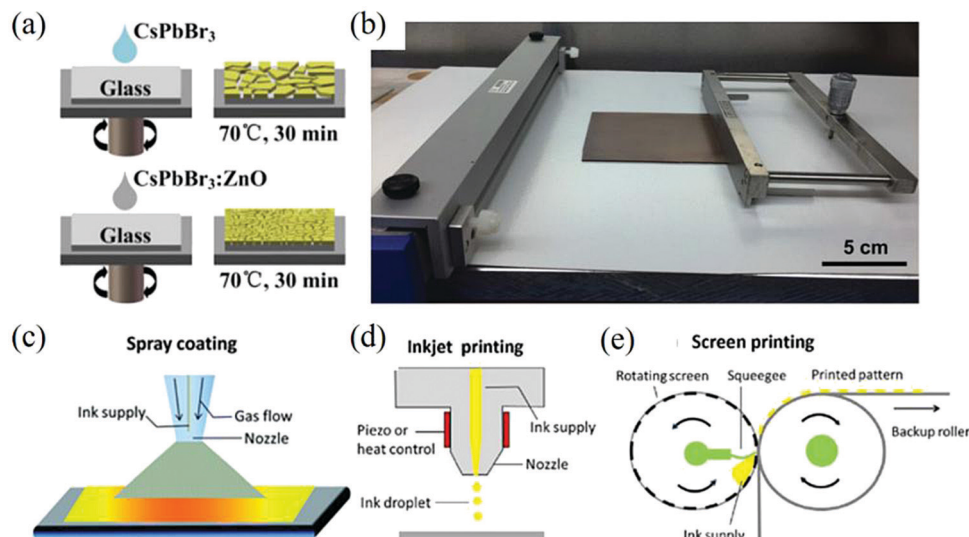 (a)
CsPbBr₃
Glass
70℃, 30 min
CsPbBr₃:ZnO
Glass
70℃, 30 min
(b)
5 cm
(c)
Spray coating
Ink supply
Gas flow
Nozzle
(d)
Inkjet printing
Piezo or
heat control
Ink supply
Nozzle
Ink droplet
(e)
Screen printing
Rotating screen
Squeegee
Printed pattern
Backup roller
Ink supply